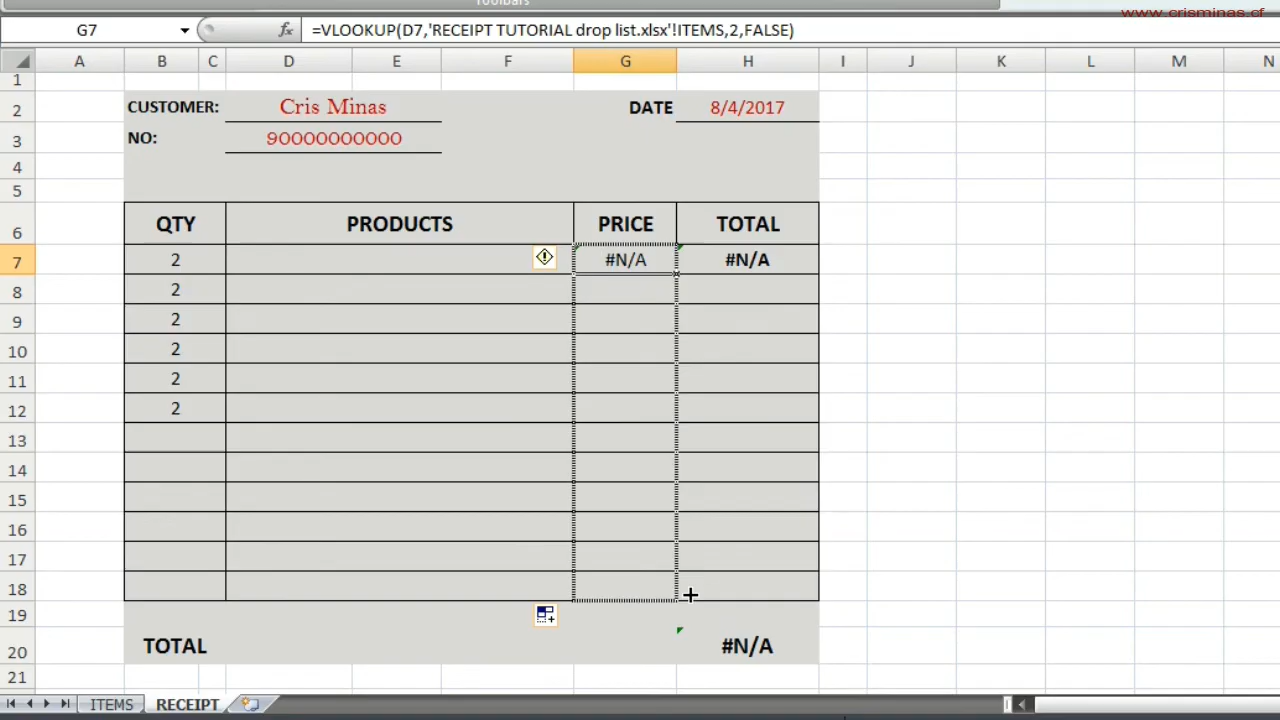 Toolbars
www.crisminas.cf
G7 fx =VLOOKUP(D7,'RECEIPT TUTORIAL drop list.xlsx'!ITEMS,2,FALSE)
A B C D E F G H I J K L M N
1
2 CUSTOMER: Cris Minas DATE 8/4/2017
3 NO: 90000000000
4
5
6 QTY PRODUCTS PRICE TOTAL
7 2 #N/A #N/A
8 2
9 2
10 2
11 2
12 2
13
14
15
16
17
18
19
20 TOTAL #N/A
21
ITEMS RECEIPT